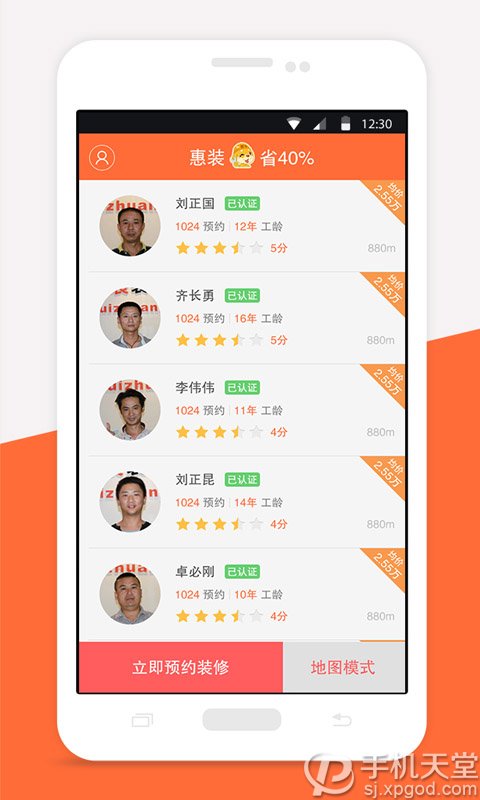 12:30
惠装 省40%
刘正国 已认证
均价
2.55万
1024 预约 12年 工龄
5分
880m
齐长勇 已认证
均价
2.55万
1024 预约 16年 工龄
5分
880m
李伟伟 已认证
均价
2.55万
1024 预约 11年 工龄
4分
880m
刘正昆 已认证
均价
2.55万
1024 预约 14年 工龄
4分
880m
卓必刚 已认证
均价
2.55万
1024 预约 10年 工龄
4分
880m
立即预约装修 地图模式
手机天堂
sj.xpgod.com